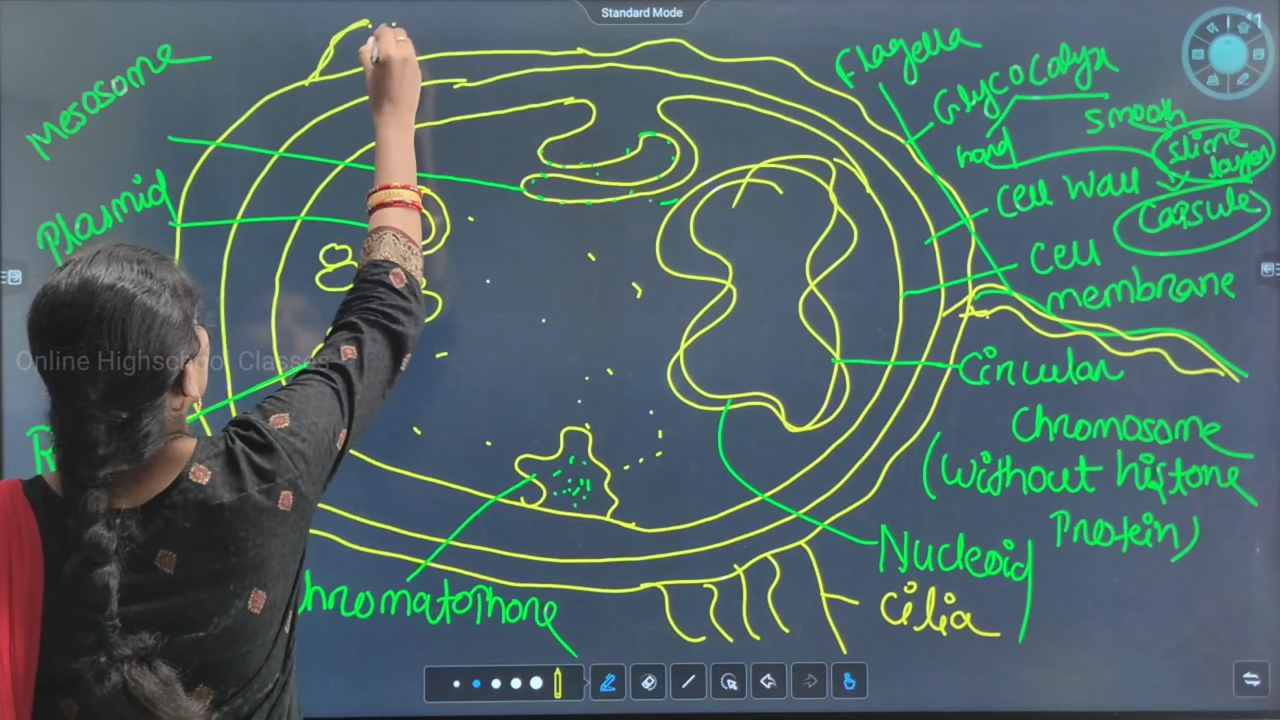 Standard Mode
11
Mesosome
Flagella
Glycocalyx
Smooth
hard
Slime
layer
Plasmid
Cell Wall
Capsule
Cell
membrane
Online Highschool Classes
Circular
Chromosome
(without histone
Protein)
Nucleoid
Cilia
hromatophore